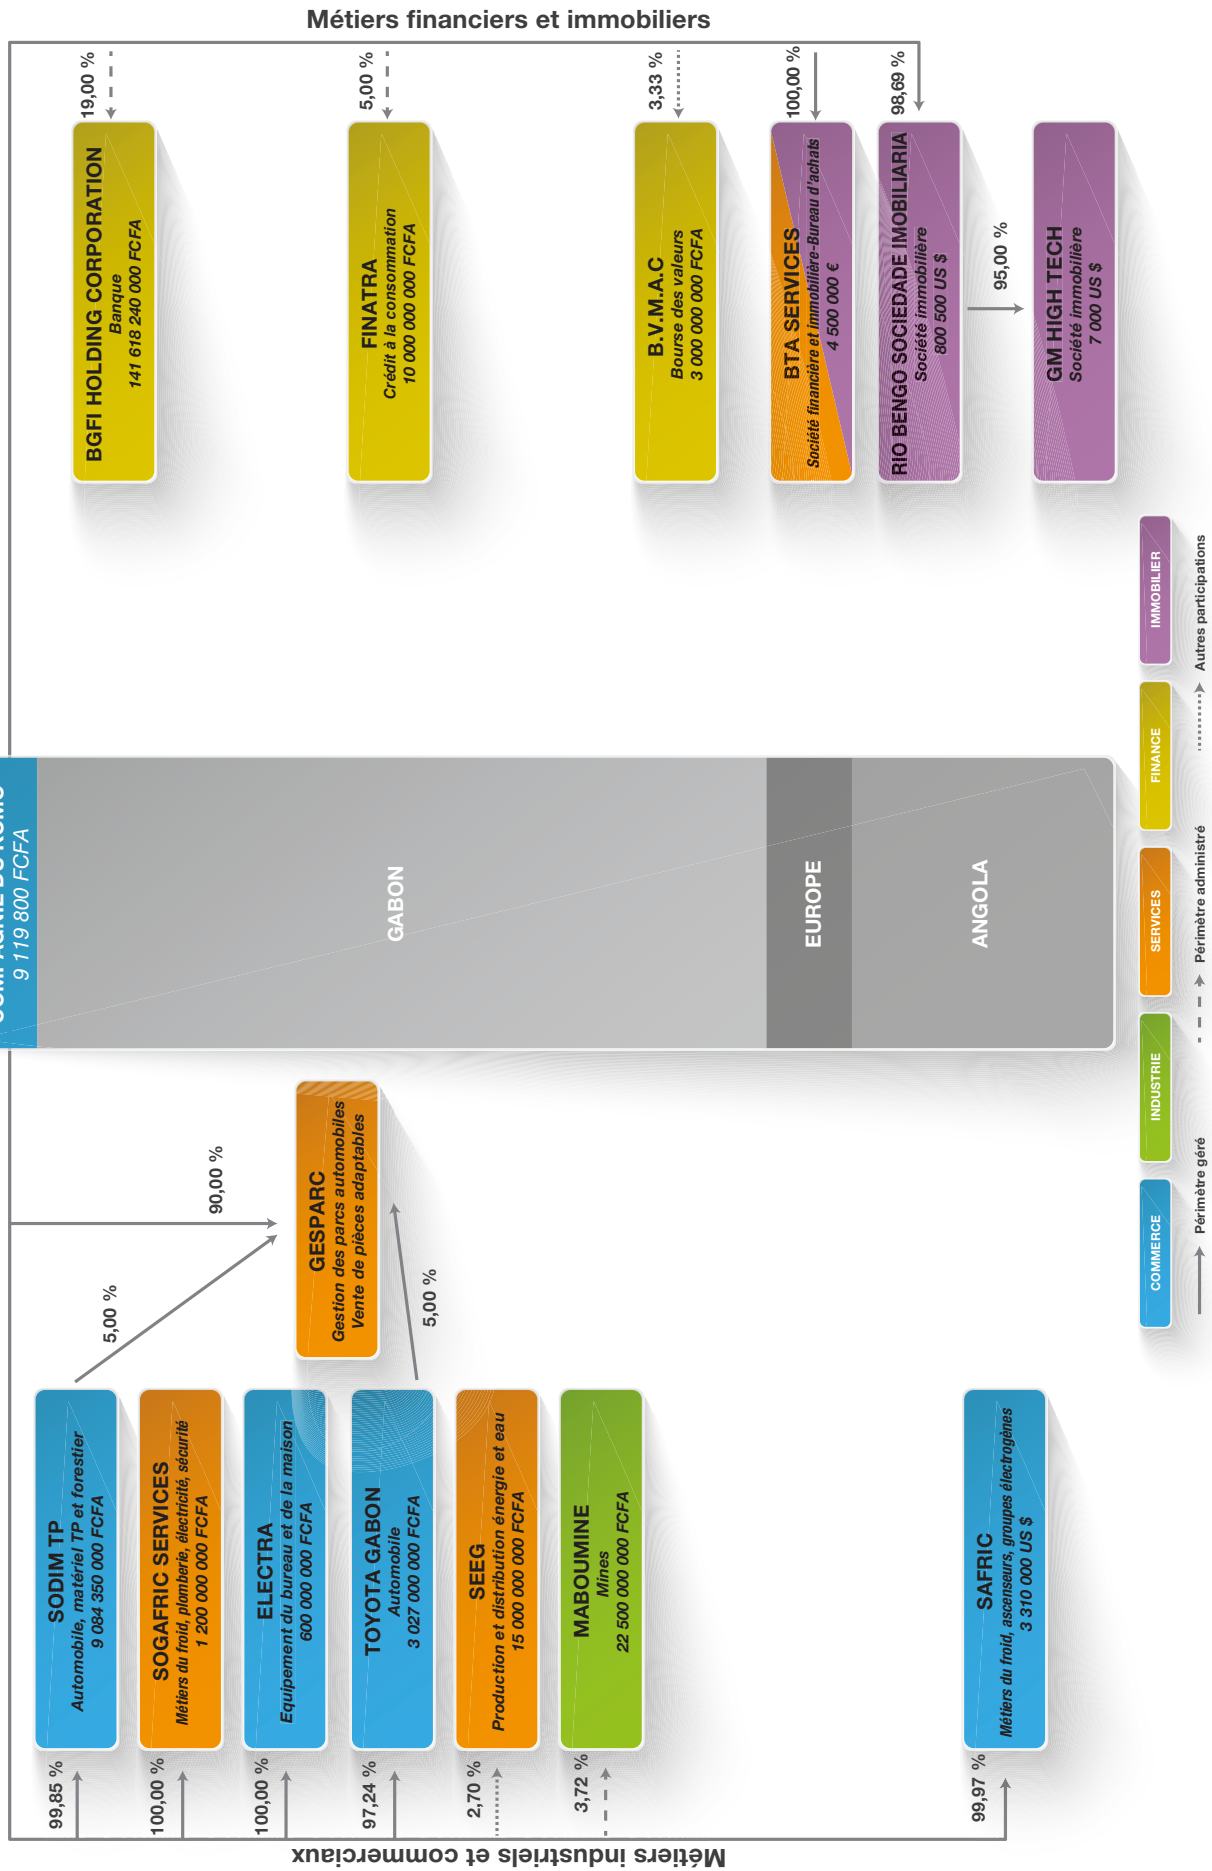 Métiers financiers et immobiliers
19,00 %
BGFI HOLDING CORPORATION
Banque
141 618 240 000 FCFA
5,00 %
FINATRA
Crédit à la consommation
10 000 000 000 FCFA
3,33 %
B.V.M.A.C
Bourse des valeurs
3 000 000 000 FCFA
100,00 %
BTA SERVICES
Société financière et immobilière-Bureau d'achats
4 500 000 €
98,69 %
RIO BENGO SOCIEDADE IMOBILIARIA
Société immobilière
800 500 US $
95,00 %
GM HIGH TECH
Société immobilière
7 000 US $
9 119 800 FCFA
GABON
EUROPE
ANGOLA
90,00 %
5,00 %
GESPARC
Gestion des parcs automobiles
Vente de pièces adaptables
5,00 %
SODIM TP
Automobile, matériel TP et forestier
9 084 350 000 FCFA
99,85 %
SOGAFRIC SERVICES
Métiers du froid, plomberie, électricité, sécurité
1 200 000 000 FCFA
100,00 %
ELECTRA
Equipement du bureau et de la maison
600 000 000 FCFA
100,00 %
TOYOTA GABON
Automobile
3 027 000 000 FCFA
97,24 %
SEEG
Production et distribution énergie et eau
15 000 000 000 FCFA
2,70 %
MABOUMINE
Mines
22 500 000 000 FCFA
3,72 %
SAFRIC
Métiers du froid, ascenseurs, groupes électrogènes
3 310 000 US $
99,97 %
Métiers industriels et commerciaux
COMMERCE
INDUSTRIE
SERVICES
FINANCE
IMMOBILIER
Périmètre géré
Périmètre administré
Autres participations